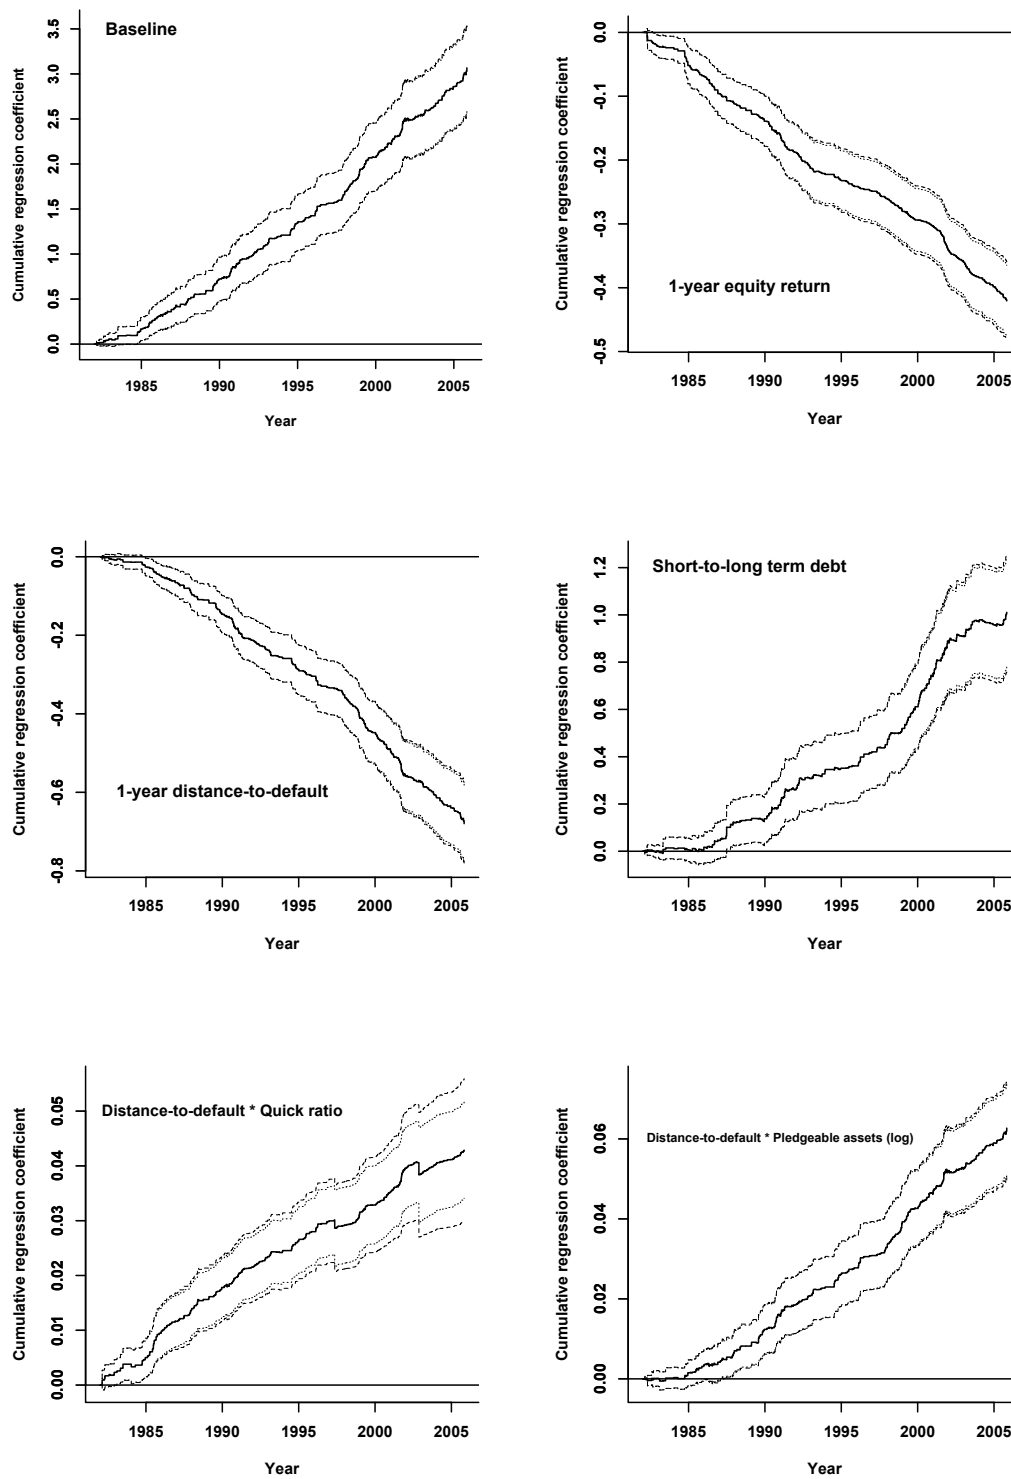 Baseline
Cumulative regression coefficient
0.0 0.5 1.0 1.5 2.0 2.5 3.0 3.5
1985 1990 1995 2000 2005
Year
1-year equity return
Cumulative regression coefficient
-0.5 -0.4 -0.3 -0.2 -0.1 0.0
1985 1990 1995 2000 2005
Year
1-year distance-to-default
Cumulative regression coefficient
-0.8 -0.6 -0.4 -0.2 0.0
1985 1990 1995 2000 2005
Year
Short-to-long term debt
Cumulative regression coefficient
0.0 0.2 0.4 0.6 0.8 1.0 1.2
1985 1990 1995 2000 2005
Year
Distance-to-default * Quick ratio
Cumulative regression coefficient
0.00 0.01 0.02 0.03 0.04 0.05
1985 1990 1995 2000 2005
Year
Distance-to-default * Pledgeable assets (log)
Cumulative regression coefficient
0.00 0.02 0.04 0.06
1985 1990 1995 2000 2005
Year